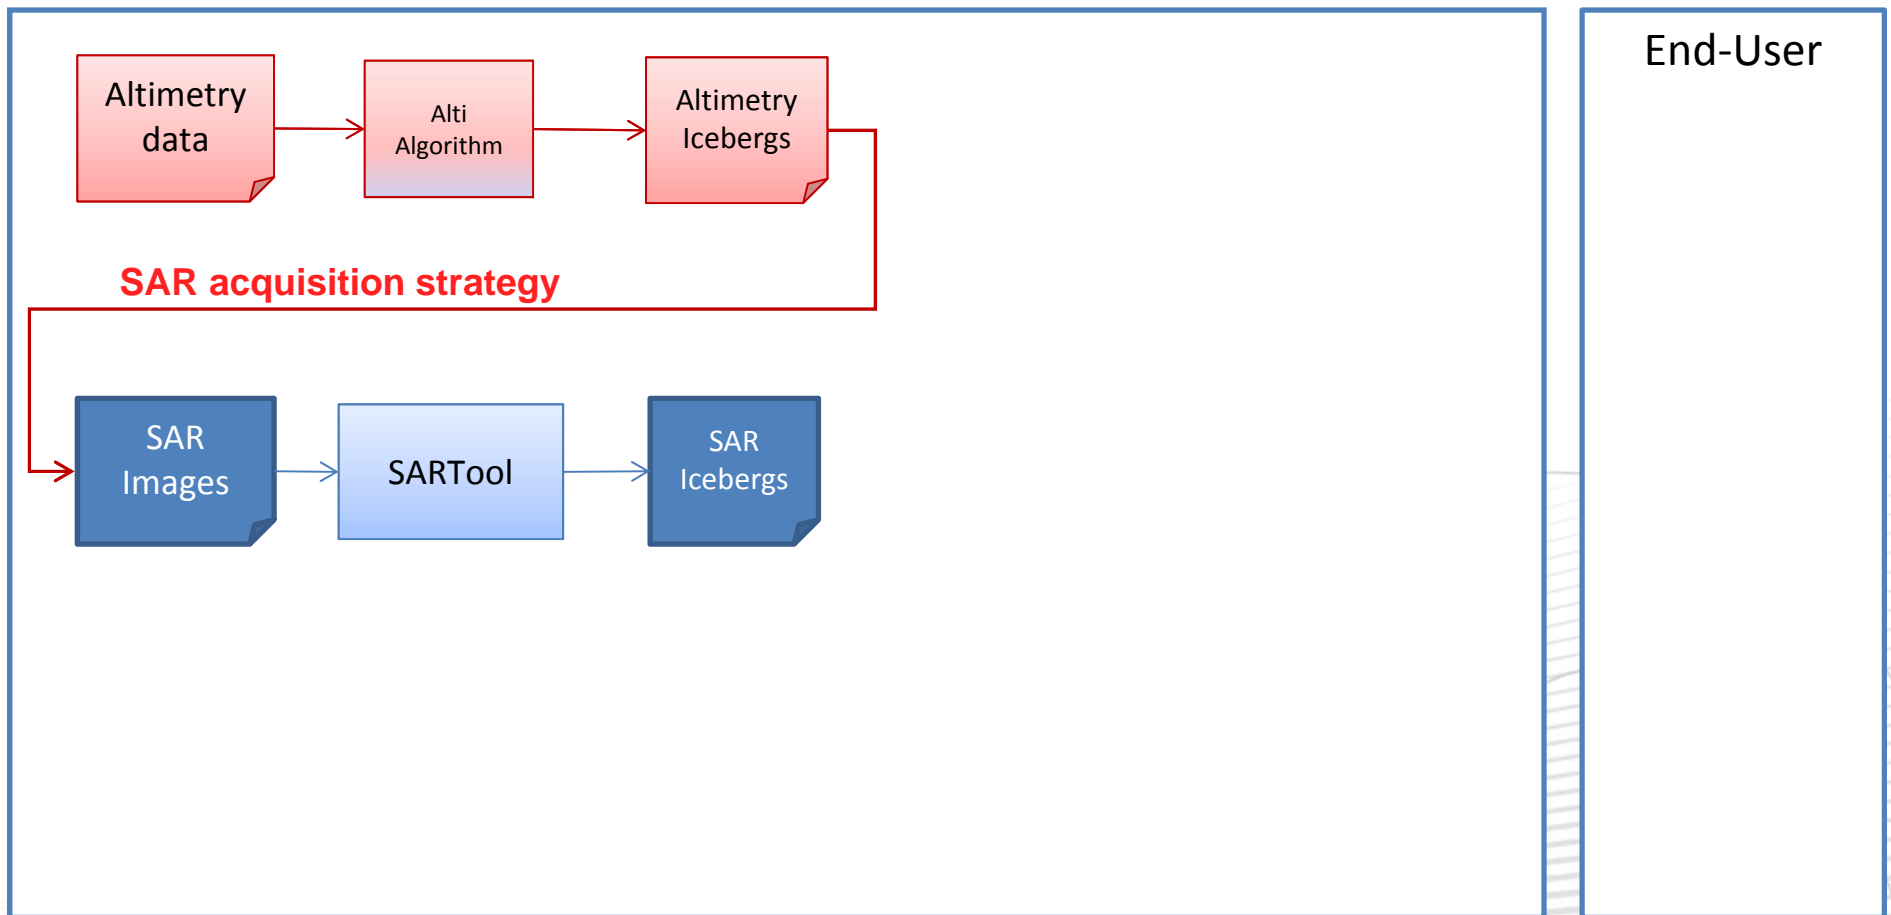 Altimetry
data
Alti
Algorithm
Altimetry
Icebergs
End-User
SAR acquisition strategy
SAR
Images
SARTool
SAR
Icebergs